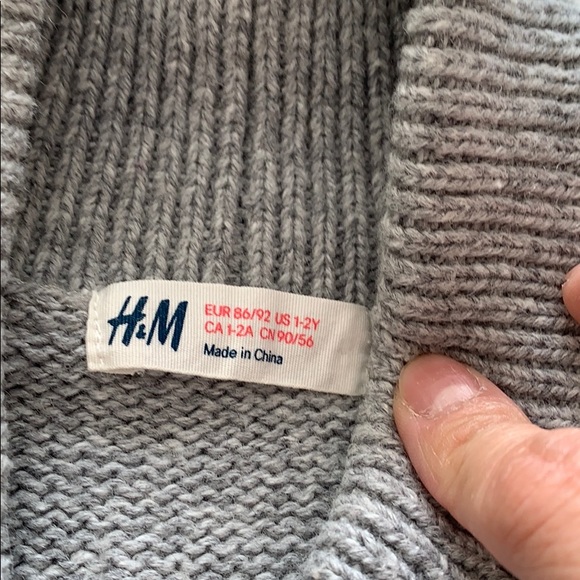 H&M
EUR 86/92 US 1-2Y
CA 1-2A CN 90/56
Made in China